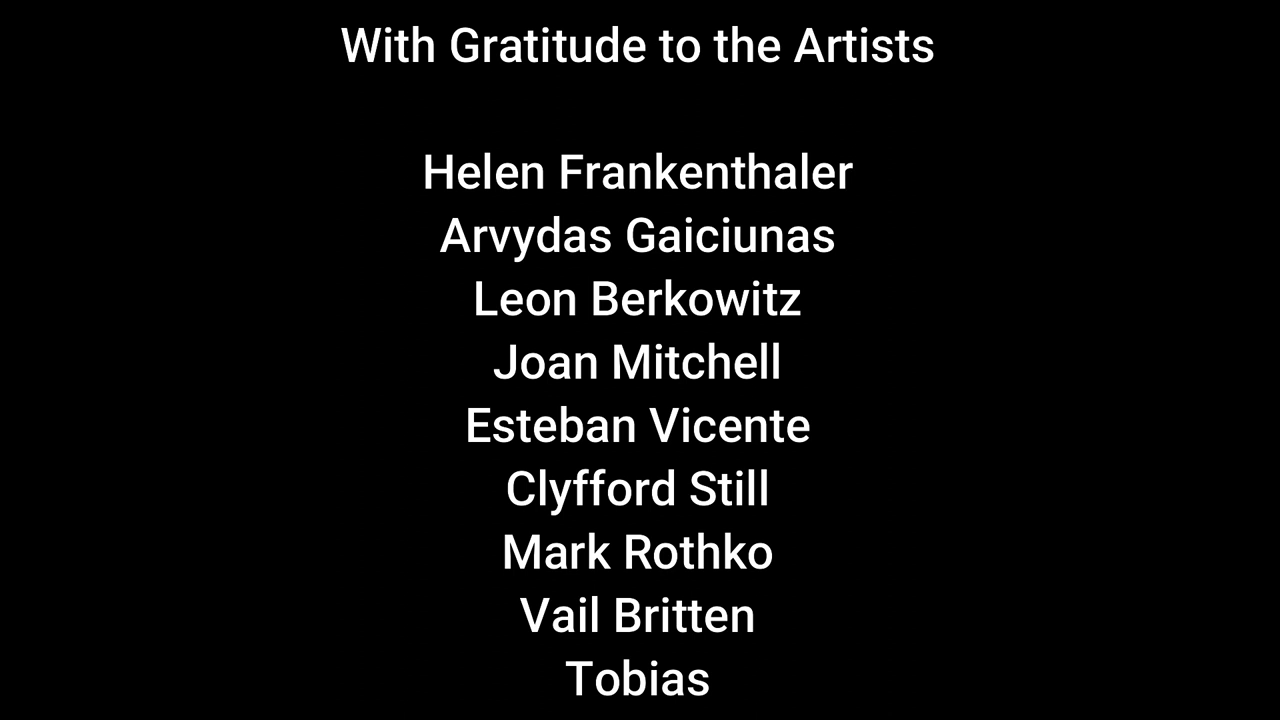 With Gratitude to the Artists
Helen Frankenthaler
Arvydas Gaiciunas
Leon Berkowitz
Joan Mitchell
Esteban Vicente
Clyfford Still
Mark Rothko
Vail Britten
Tobias